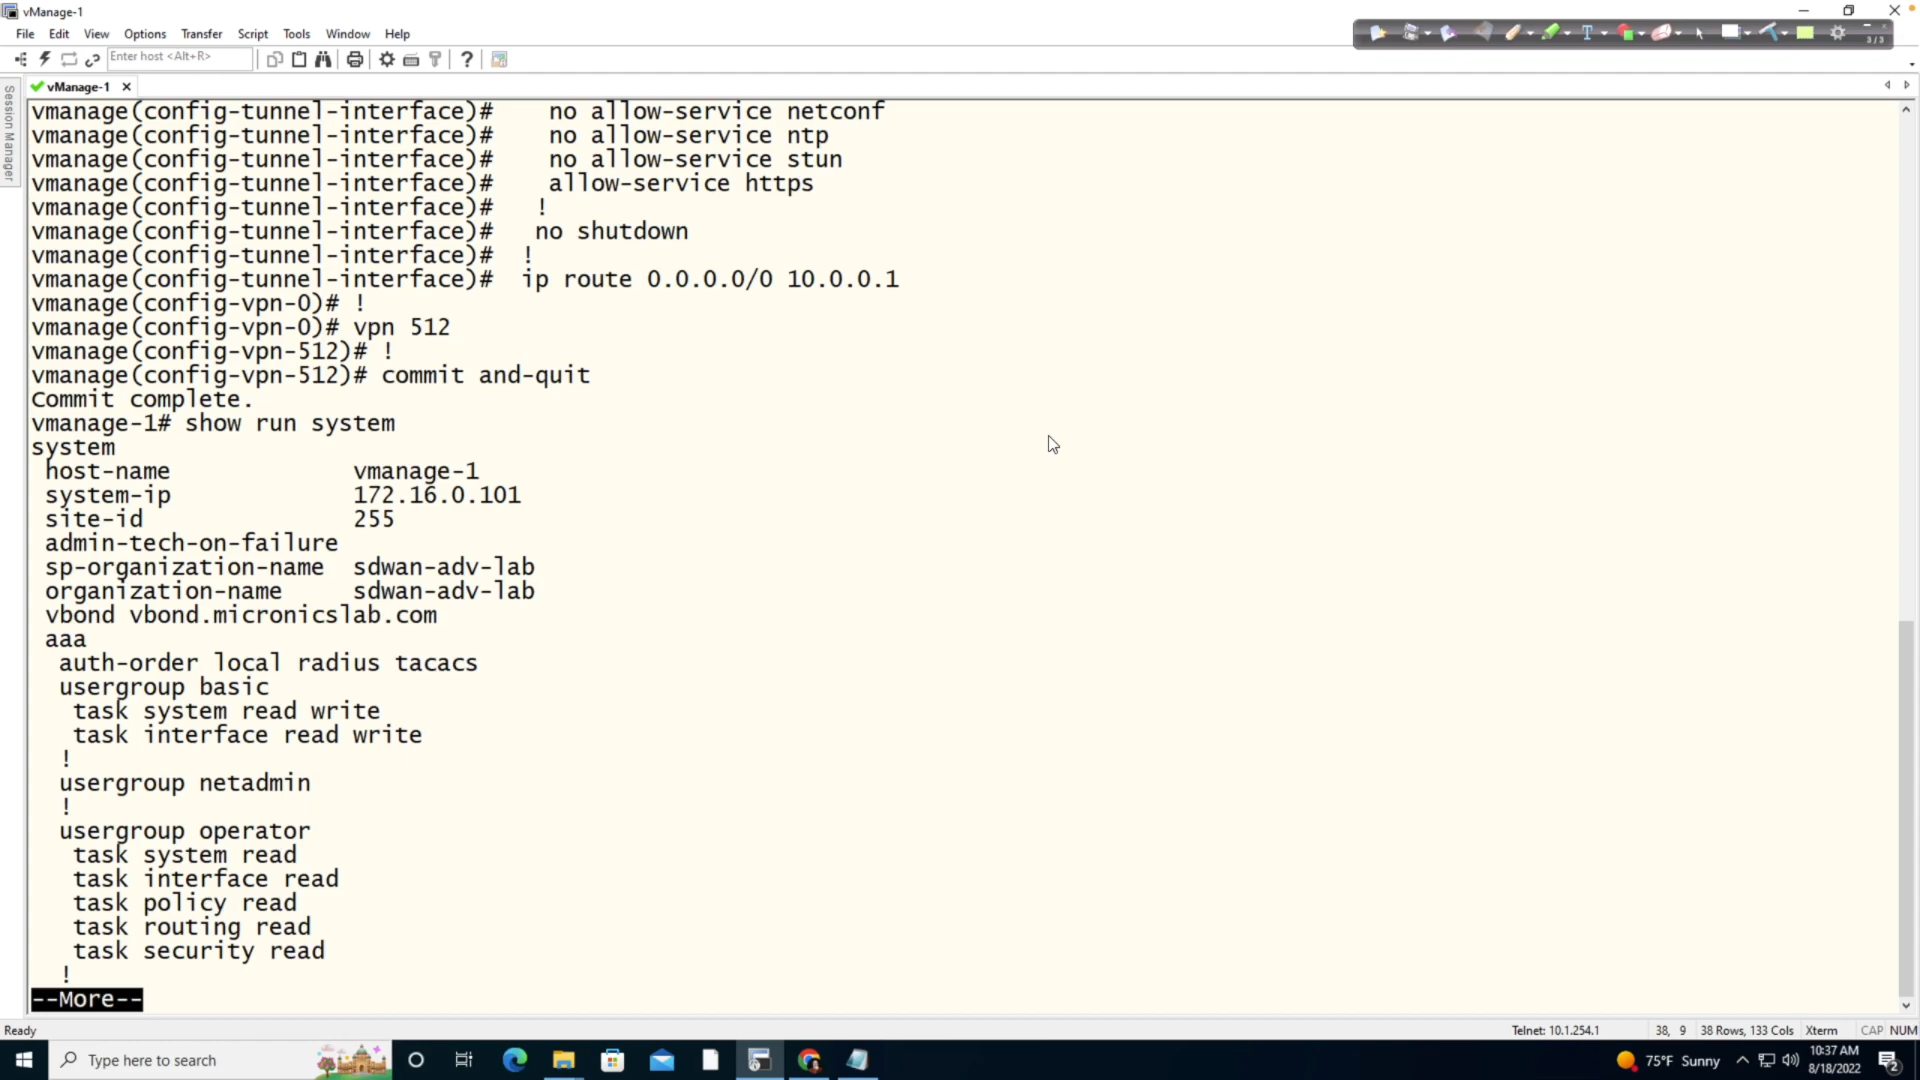 vManage-1
File Edit View Options Transfer Script Tools Window Help
3/3
Enter host <Alt+R>
vManage-1
Session Manager
vmanage(config-tunnel-interface)#    no allow-service netconf
vmanage(config-tunnel-interface)#    no allow-service ntp
vmanage(config-tunnel-interface)#    no allow-service stun
vmanage(config-tunnel-interface)#    allow-service https
vmanage(config-tunnel-interface)#   !
vmanage(config-tunnel-interface)#   no shutdown
vmanage(config-tunnel-interface)#  !
vmanage(config-tunnel-interface)#  ip route 0.0.0.0/0 10.0.0.1
vmanage(config-vpn-0)# !
vmanage(config-vpn-0)# vpn 512
vmanage(config-vpn-512)# !
vmanage(config-vpn-512)# commit and-quit
Commit complete.
vmanage-1# show run system
system
 host-name             vmanage-1
 system-ip             172.16.0.101
 site-id               255
 admin-tech-on-failure
 sp-organization-name  sdwan-adv-lab
 organization-name     sdwan-adv-lab
 vbond vbond.micronicslab.com
 aaa
  auth-order local radius tacacs
  usergroup basic
   task system read write
   task interface read write
  !
  usergroup netadmin
  !
  usergroup operator
   task system read
   task interface read
   task policy read
   task routing read
   task security read
  !
--More--
Ready Telnet: 10.1.254.1 38, 9 38 Rows, 133 Cols Xterm CAP NUM
Type here to search
75°F Sunny
10:37 AM
8/18/2022
2